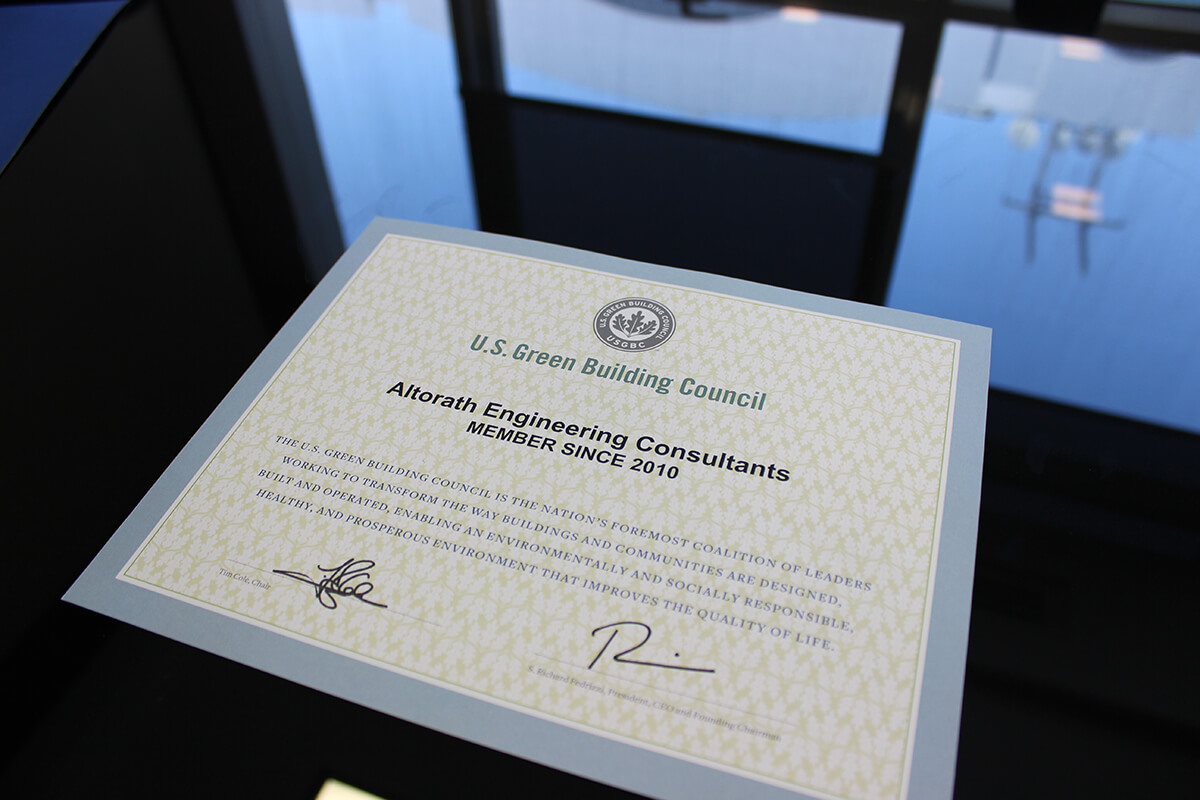 U.S. GREEN BUILDING COUNCIL
USGBC
U.S. Green Building Council
Altorath Engineering Consultants
MEMBER SINCE 2010
THE U.S. GREEN BUILDING COUNCIL IS THE NATION'S FOREMOST COALITION OF LEADERS
WORKING TO TRANSFORM THE WAY BUILDINGS AND COMMUNITIES ARE DESIGNED,
BUILT AND OPERATED, ENABLING AN ENVIRONMENTALLY AND SOCIALLY RESPONSIBLE,
HEALTHY, AND PROSPEROUS ENVIRONMENT THAT IMPROVES THE QUALITY OF LIFE.
Tim Cole, Chair
S. Richard Fedrizzi, President, CEO and Founding Chairman